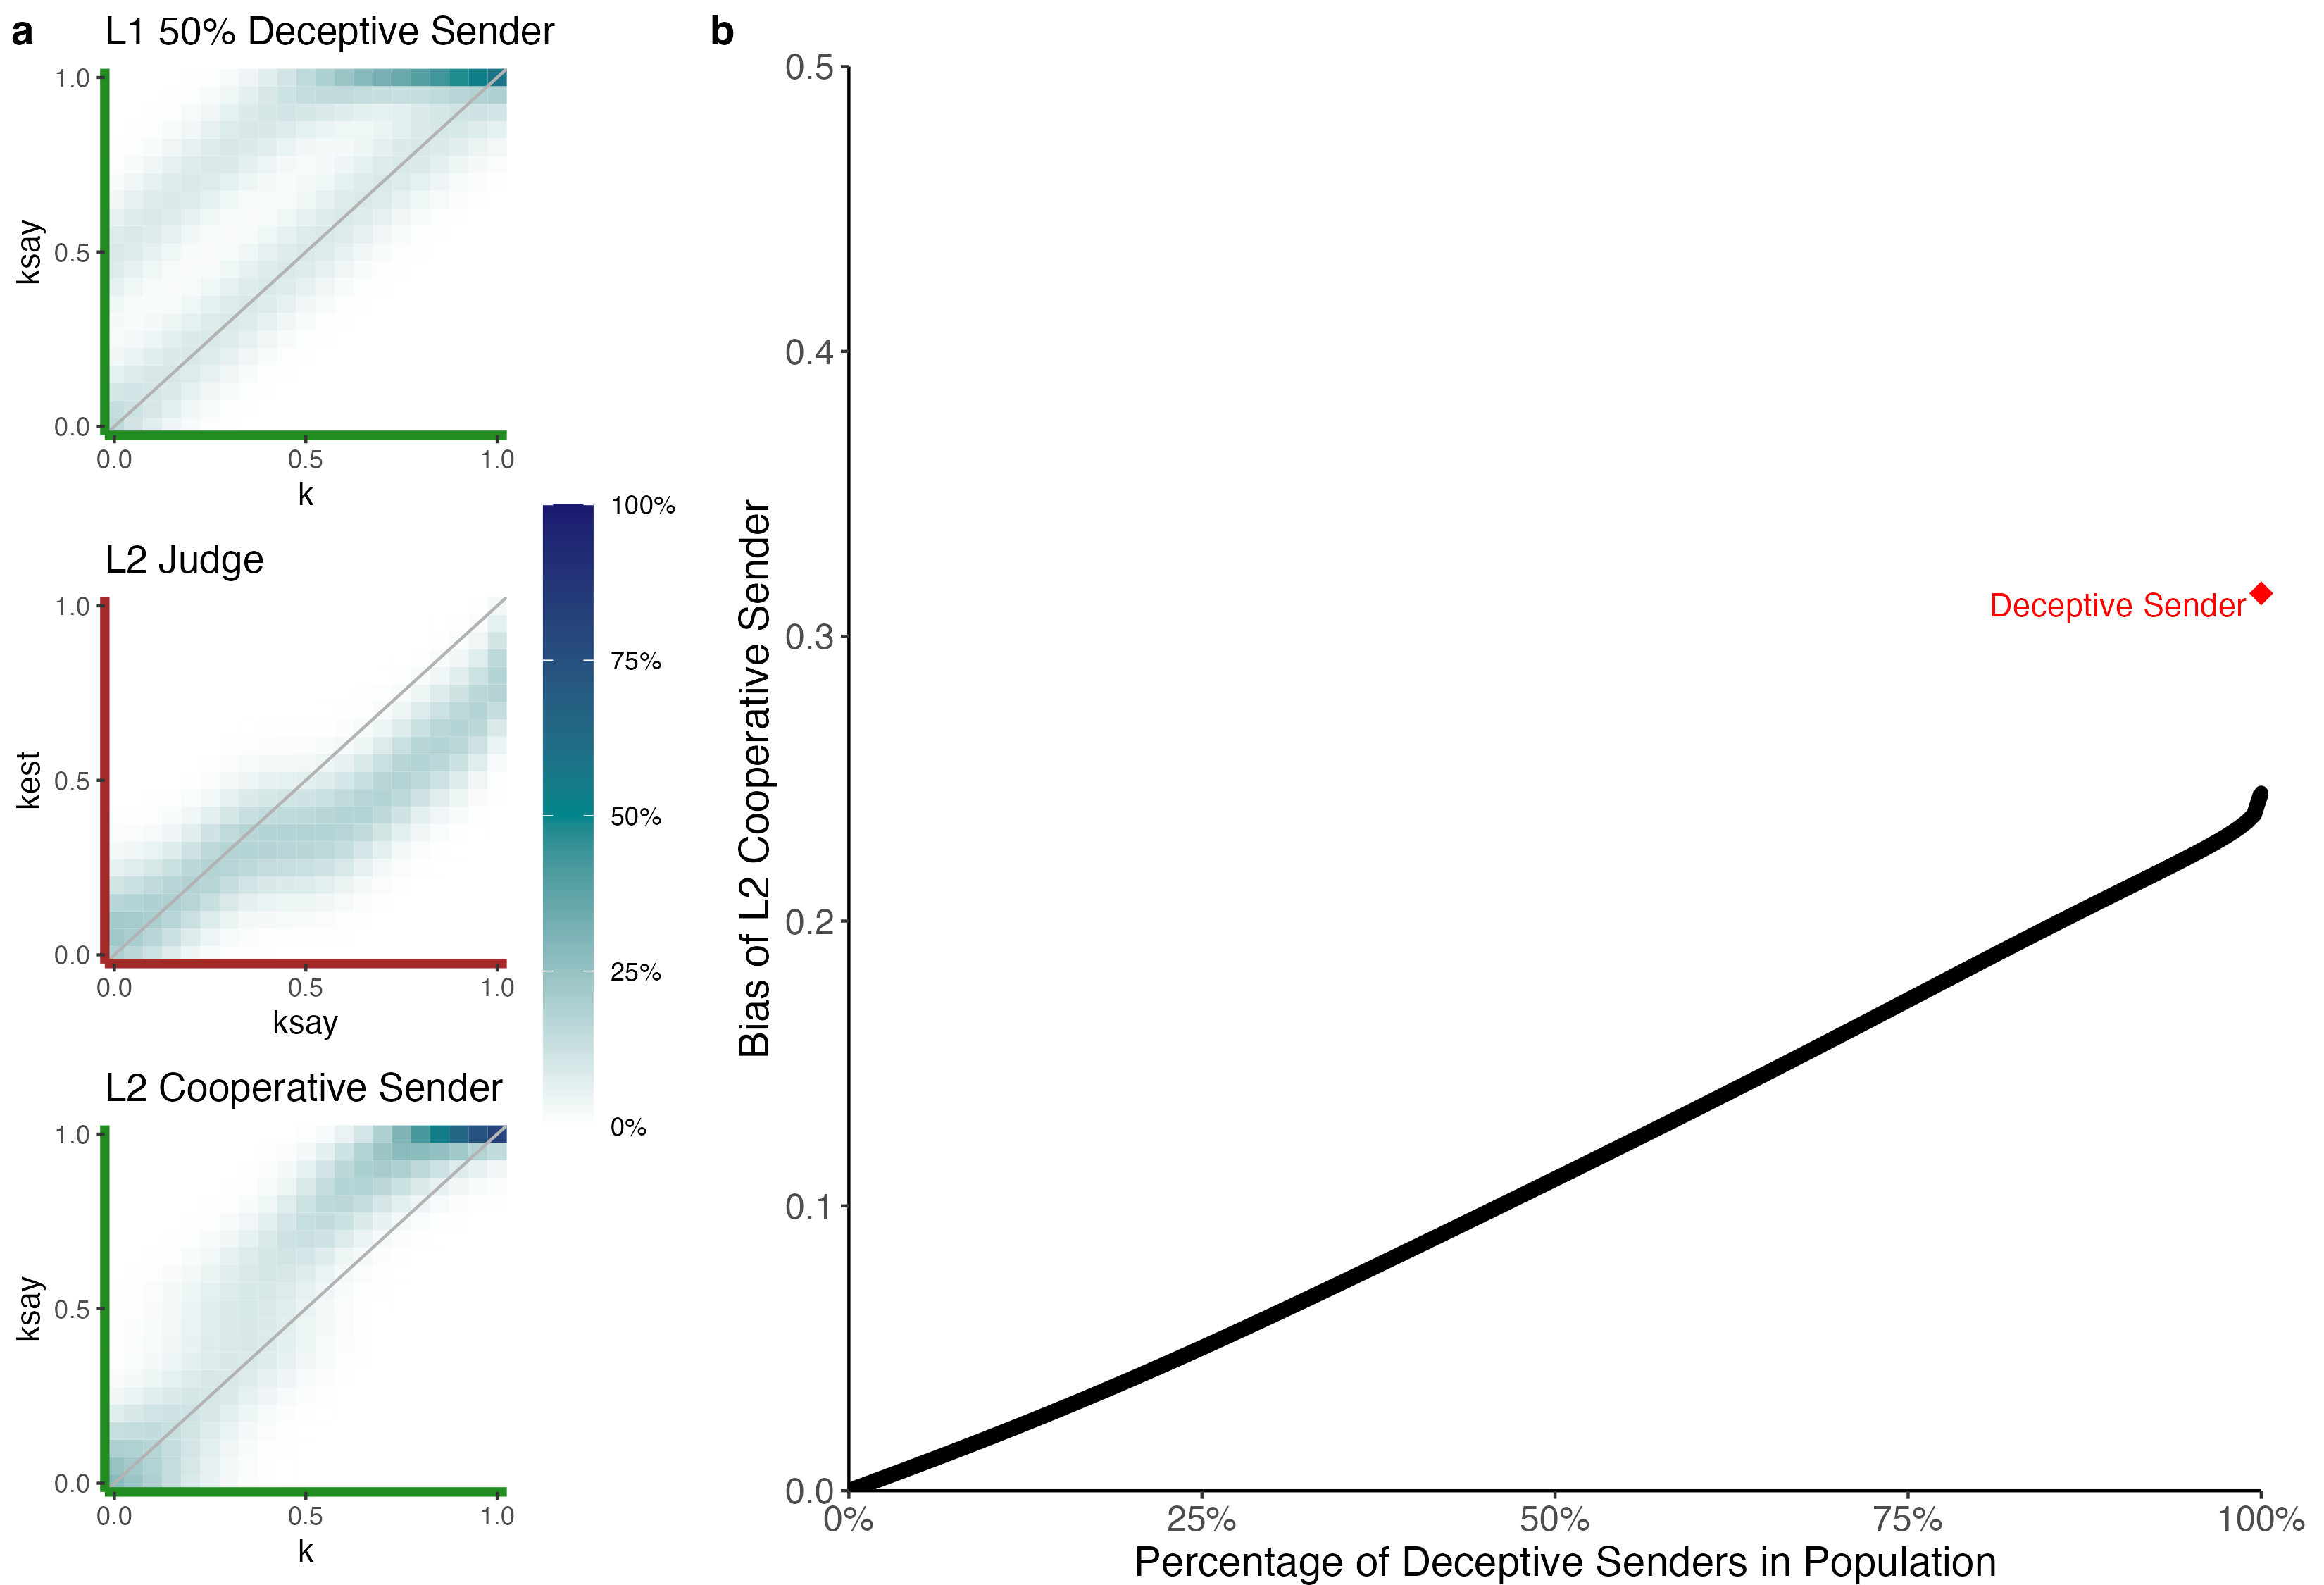 a
L1 50% Deceptive Sender
1.0
0.5
0.0
ksay
0.0 0.5 1.0
k
L2 Judge
1.0
0.5
0.0
kest
0.0 0.5 1.0
ksay
L2 Cooperative Sender
1.0
0.5
0.0
ksay
0.0 0.5 1.0
k
100%
75%
50%
25%
0%
b
0.5
0.4
0.3
0.2
0.1
0.0
Bias of L2 Cooperative Sender
Deceptive Sender
0% 25% 50% 75% 100%
Percentage of Deceptive Senders in Population